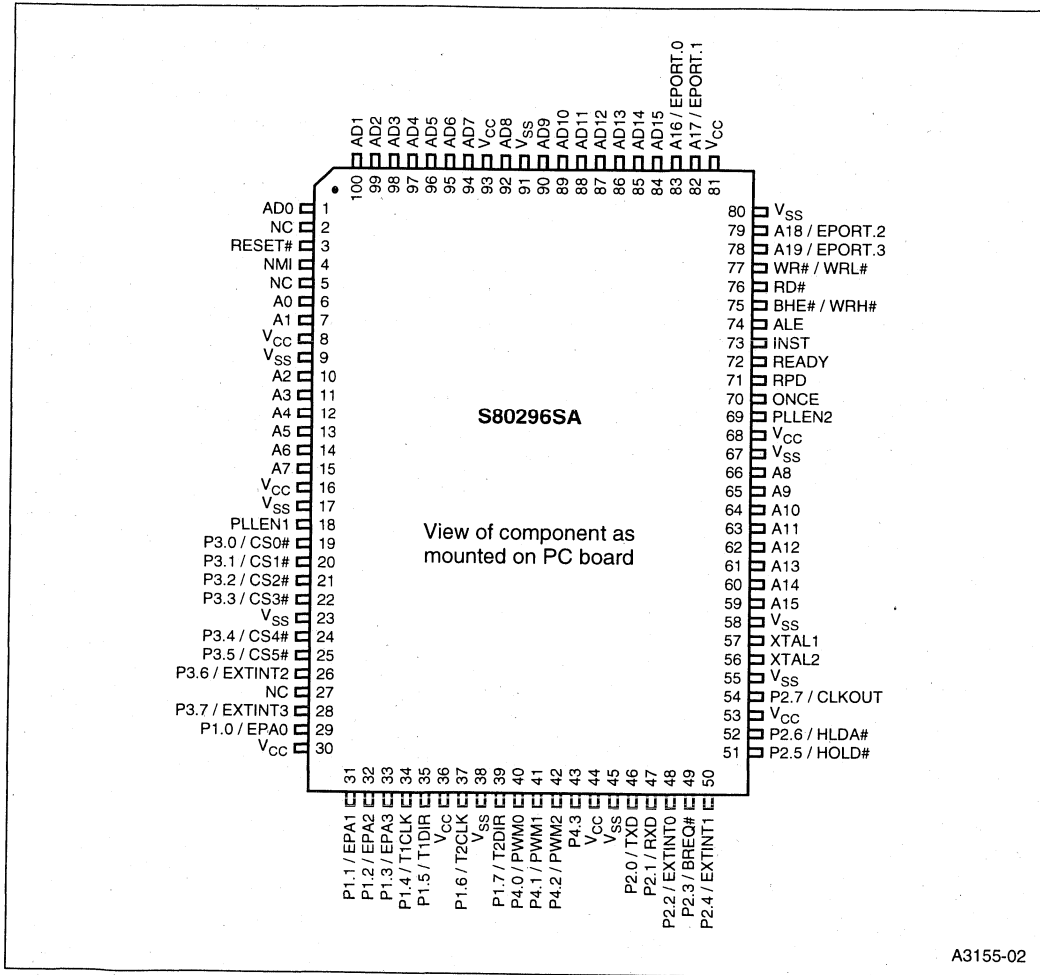 AD1
AD2
AD3
AD4
AD5
AD6
AD7
VCC
AD8
VSS
AD9
AD10
AD11
AD12
AD13
AD14
AD15
A16 / EPORT.0
A17 / EPORT.1
VCC
100
99
98
97
96
95
94
93
92
91
90
89
88
87
86
85
84
83
82
81
AD0 1
NC 2
RESET# 3
NMI 4
NC 5
A0 6
A1 7
VCC 8
VSS 9
A2 10
A3 11
A4 12
A5 13
A6 14
A7 15
VCC 16
VSS 17
PLLEN1 18
P3.0 / CS0# 19
P3.1 / CS1# 20
P3.2 / CS2# 21
P3.3 / CS3# 22
VSS 23
P3.4 / CS4# 24
P3.5 / CS5# 25
P3.6 / EXTINT2 26
NC 27
P3.7 / EXTINT3 28
P1.0 / EPA0 29
VCC 30
S80296SA
View of component as
mounted on PC board
80 VSS
79 A18 / EPORT.2
78 A19 / EPORT.3
77 WR# / WRL#
76 RD#
75 BHE# / WRH#
74 ALE
73 INST
72 READY
71 RPD
70 ONCE
69 PLLEN2
68 VCC
67 VSS
66 A8
65 A9
64 A10
63 A11
62 A12
61 A13
60 A14
59 A15
58 VSS
57 XTAL1
56 XTAL2
55 VSS
54 P2.7 / CLKOUT
53 VCC
52 P2.6 / HLDA#
51 P2.5 / HOLD#
31
32
33
34
35
36
37
38
39
40
41
42
43
44
45
46
47
48
49
50
P1.1 / EPA1
P1.2 / EPA2
P1.3 / EPA3
P1.4 / T1CLK
P1.5 / T1DIR
VCC
P1.6 / T2CLK
VSS
P1.7 / T2DIR
P4.0 / PWM0
P4.1 / PWM1
P4.2 / PWM2
P4.3
VCC
VSS
P2.0 / TXD
P2.1 / RXD
P2.2 / EXTINT0
P2.3 / BREQ#
P2.4 / EXTINT1
A3155-02